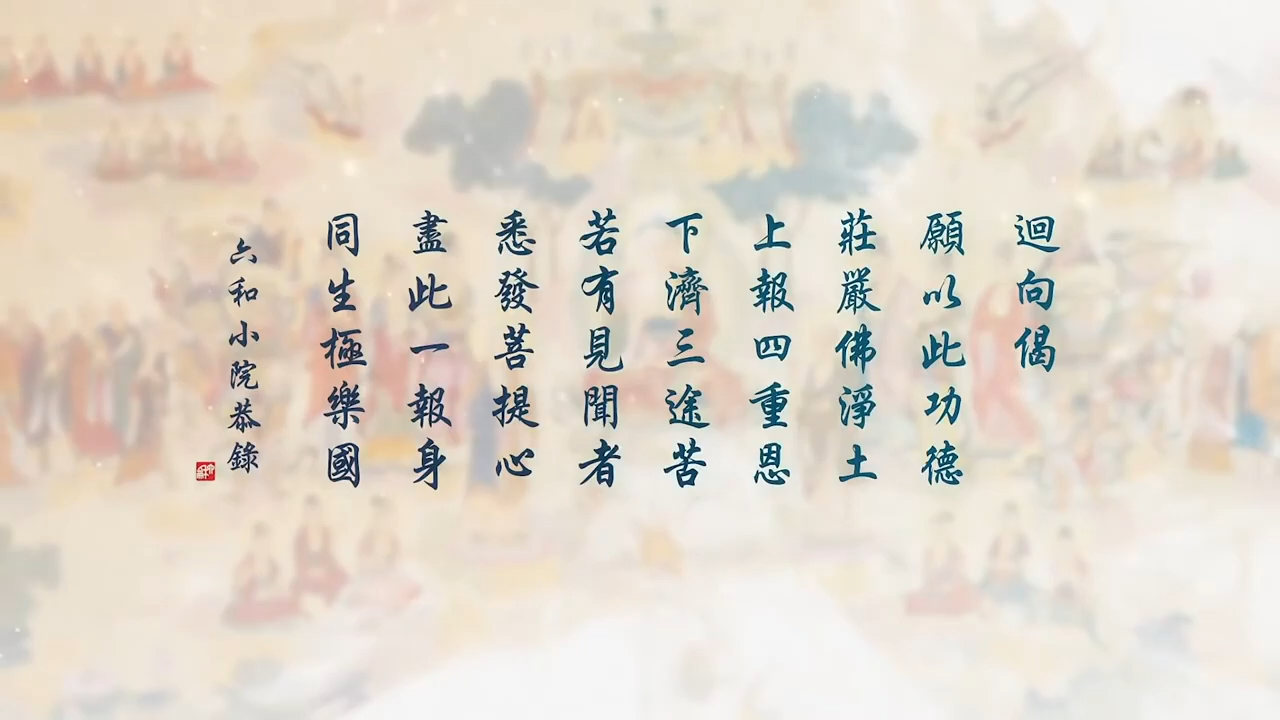 迴向偈
願以此功德
莊嚴佛淨土
上報四重恩
下濟三途苦
若有見聞者
悉發菩提心
盡此一報身
同生極樂國
六和小院恭錄